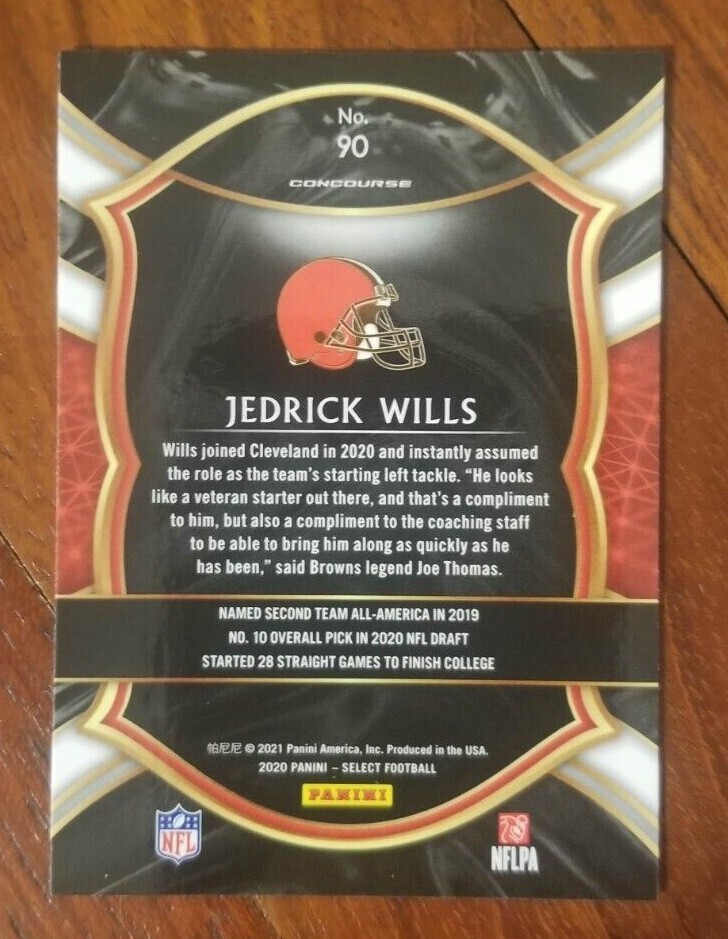 No.
90
CONCOURSE
JEDRICK WILLS
Wills joined Cleveland in 2020 and instantly assumed
the role as the team's starting left tackle. “He looks
like a veteran starter out there, and that's a compliment
to him, but also a compliment to the coaching staff
to be able to bring him along as quickly as he
has been,” said Browns legend Joe Thomas.
NAMED SECOND TEAM ALL-AMERICA IN 2019
NO. 10 OVERALL PICK IN 2020 NFL DRAFT
STARTED 28 STRAIGHT GAMES TO FINISH COLLEGE
帕尼尼 © 2021 Panini America, Inc. Produced in the USA.
2020 PANINI – SELECT FOOTBALL
PANINI
NFL
NFLPA